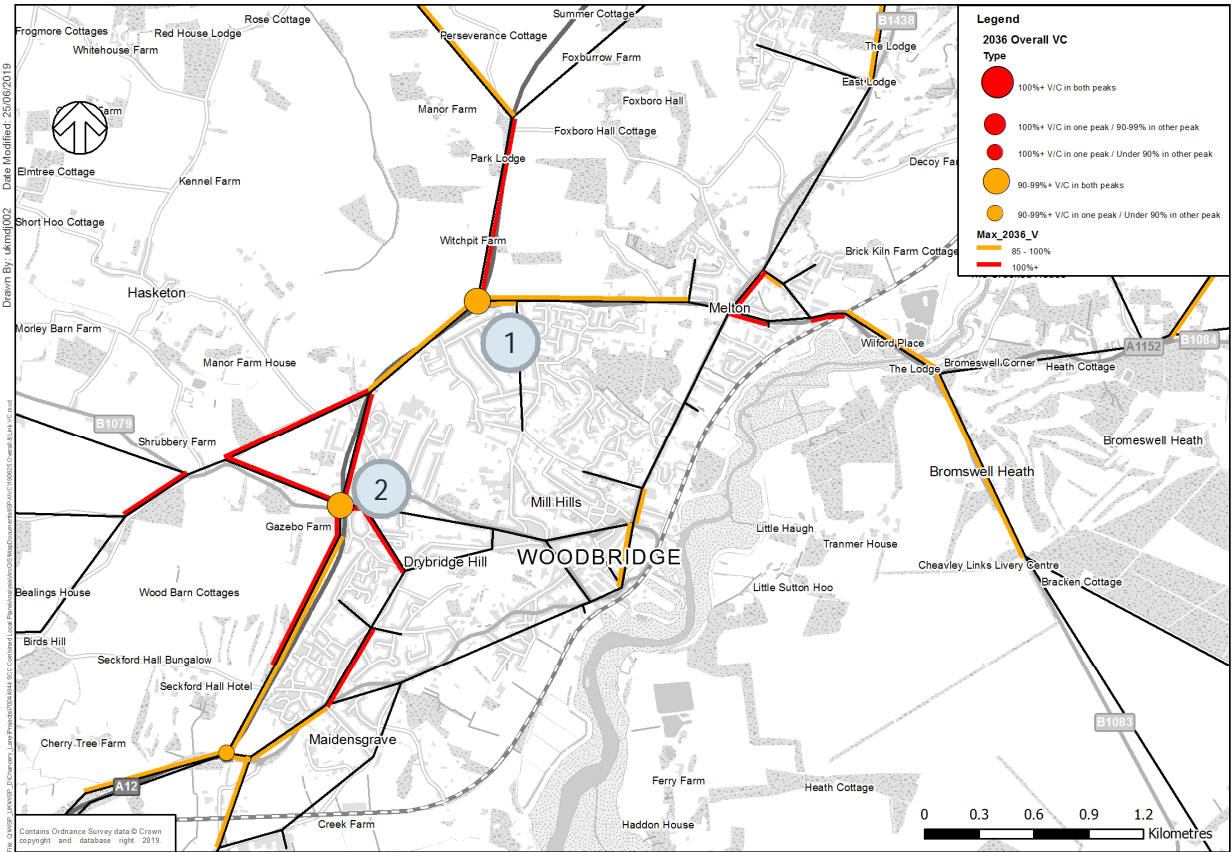 Frogmore Cottages
Red House Lodge
Rose Cottage
Whitehouse Farm
Summer Cottage
Perseverance Cottage
Foxburrow Farm
B1438
The Lodge
East Lodge
Legend
2036 Overall VC
Type
100%+ V/C in both peaks
100%+ V/C in one peak / 90-99% in other peak
100%+ V/C in one peak / Under 90% in other peak
90-99%+ V/C in both peaks
90-99%+ V/C in one peak / Under 90% in other peak
Max_2036_V
85 - 100%
100%+
Manor Farm
Foxboro Hall
Foxboro Hall Cottage
Farm
Park Lodge
Decoy Far
Elmtree Cottage
Kennel Farm
Short Hoo Cottage
Witchpit Farm
Brick Kiln Farm Cottage
Hasketon
Melton
Morley Barn Farm
1
Wilford Place
A1152
B1084
Manor Farm House
The Lodge
Bromeswell Corner
Heath Cottage
B1079
Shrubbery Farm
Bromeswell Heath
Bromswell Heath
2
Mill Hills
Gazebo Farm
Little Haugh
Tranmer House
WOODBRIDGE
Drybridge Hill
Cheavley Links Livery Centre
Bracken Cottage
Bealings House
Wood Barn Cottages
Little Sutton Hoo
Birds Hill
Seckford Hall Bungalow
Seckford Hall Hotel
B1083
Cherry Tree Farm
Maidensgrave
A12
Ferry Farm
Heath Cottage
Creek Farm
Haddon House
0 0.3 0.6 0.9 1.2
Kilometres
Contains Ordnance Survey data © Crown
copyright and database right 2019.
Drawn By: ukmdj002 Date Modified: 25/09/2019